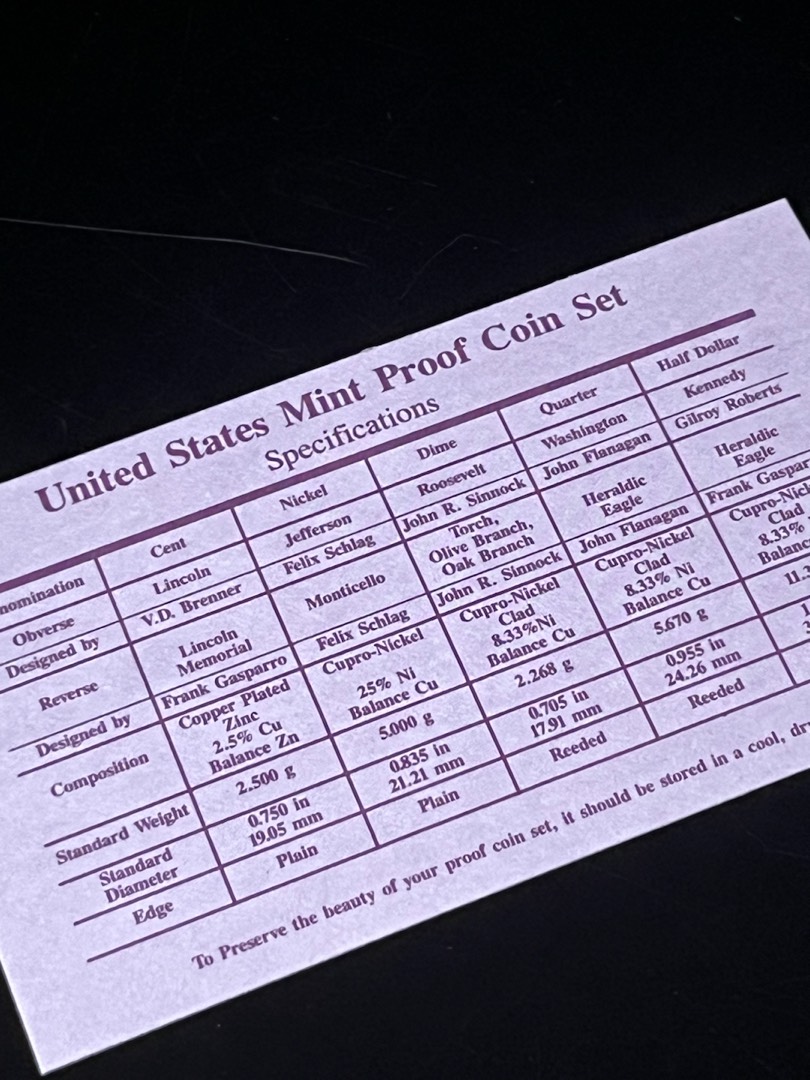 United States Mint Proof Coin Set
Specifications
nomination Cent Nickel Dime Quarter Half Dollar
Obverse Lincoln Jefferson Roosevelt Washington Kennedy
Designed by V.D. Brenner Felix Schlag John R. Sinnock John Flanagan Gilroy Roberts
Reverse Lincoln Memorial Monticello Torch, Olive Branch, Oak Branch Heraldic Eagle Heraldic Eagle
Designed by Frank Gasparro Felix Schlag John R. Sinnock John Flanagan Frank Gaspar
Composition Copper Plated Zinc 2.5% Cu Balance Zn Cupro-Nickel 25% Ni Balance Cu Cupro-Nickel Clad 8.33%Ni Balance Cu Cupro-Nickel Clad 8.33% Ni Balance Cu Cupro-Nic Clad 8.33% Balanc
Standard Weight 2.500 g 5.000 g 2.268 g 5.670 g 11.3
Standard Diameter 0.750 in 19.05 mm 0.835 in 21.21 mm 0.705 in 17.91 mm 0.955 in 24.26 mm
Edge Plain Plain Reeded Reeded
To Preserve the beauty of your proof coin set, it should be stored in a cool, dr